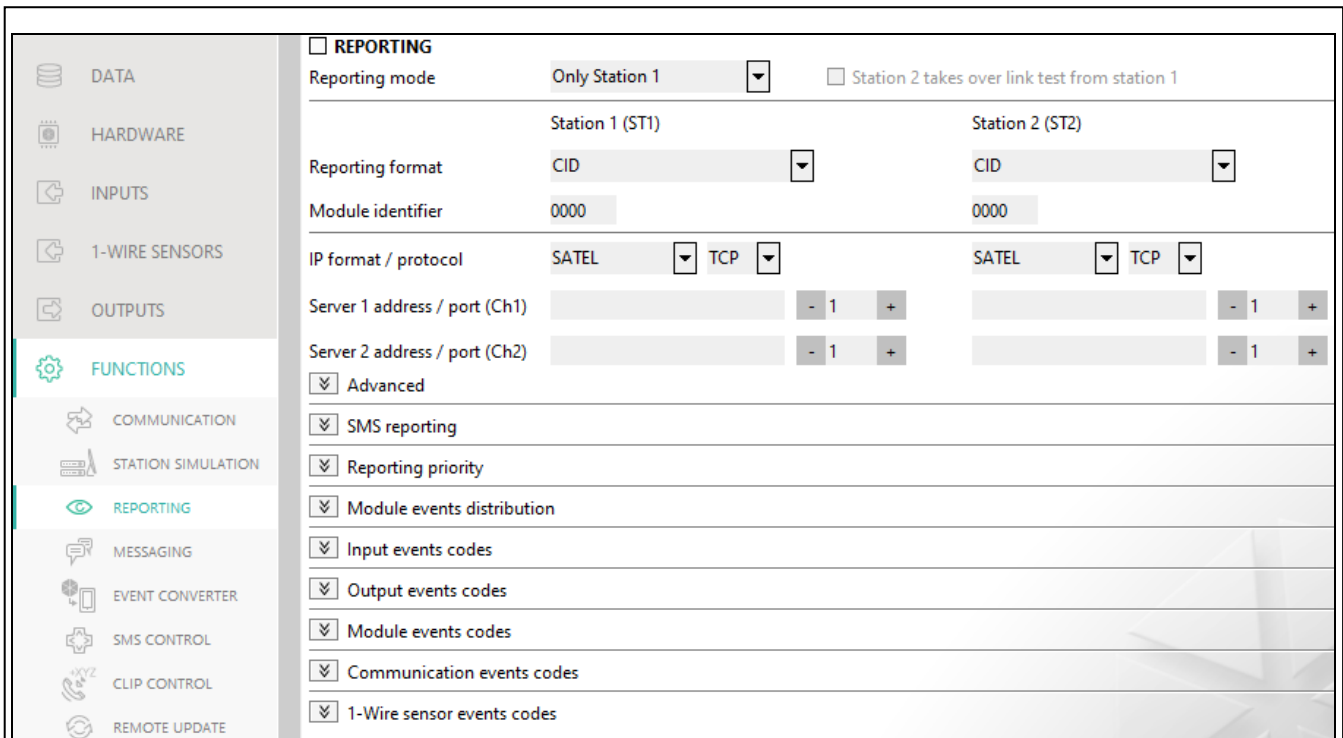 DATA
HARDWARE
INPUTS
1-WIRE SENSORS
OUTPUTS
FUNCTIONS
COMMUNICATION
STATION SIMULATION
REPORTING
MESSAGING
EVENT CONVERTER
SMS CONTROL
+XYZ
CLIP CONTROL
REMOTE UPDATE
REPORTING
Reporting mode Only Station 1 Station 2 takes over link test from station 1
Station 1 (ST1) Station 2 (ST2)
Reporting format CID CID
Module identifier 0000 0000
IP format / protocol SATEL TCP SATEL TCP
Server 1 address / port (Ch1) - 1 + - 1 +
Server 2 address / port (Ch2) - 1 + - 1 +
Advanced
SMS reporting
Reporting priority
Module events distribution
Input events codes
Output events codes
Module events codes
Communication events codes
1-Wire sensor events codes